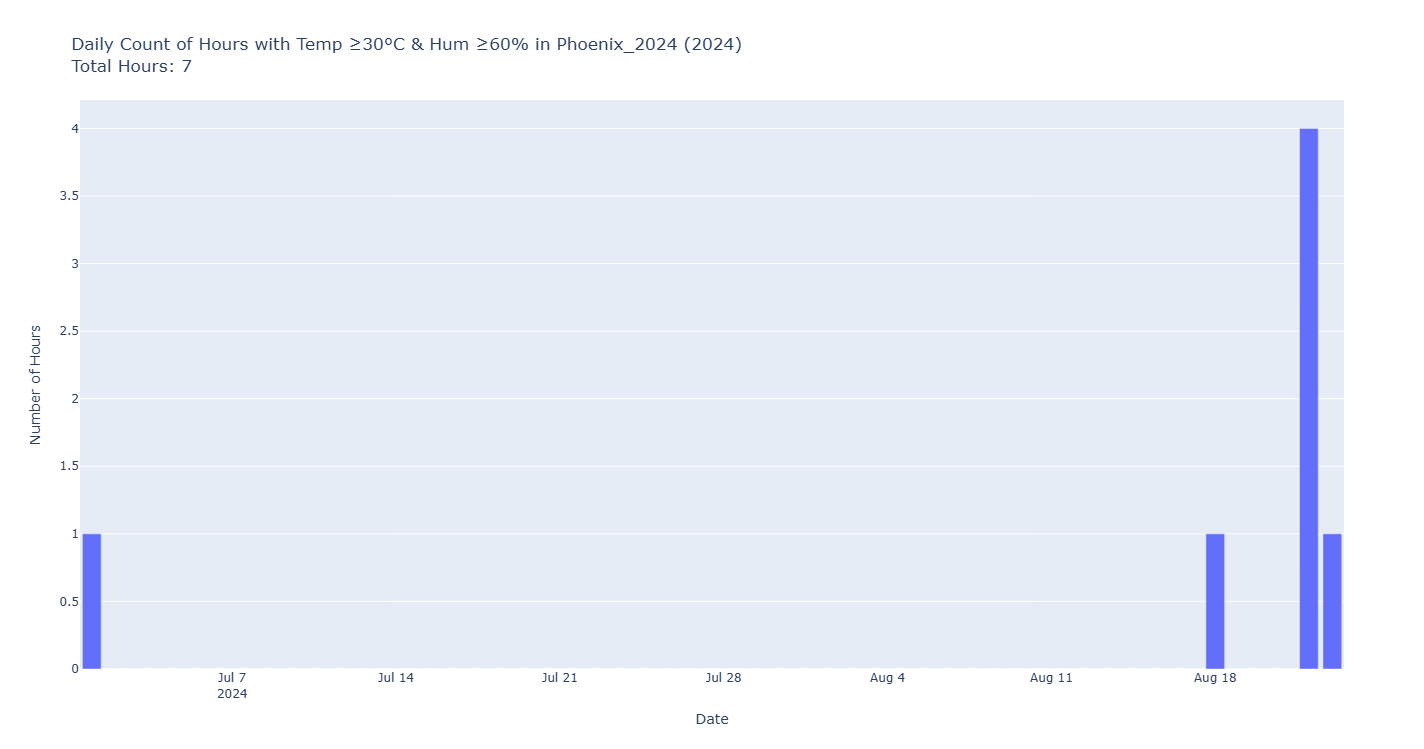 Daily Count of Hours with Temp ≥30ºC & Hum ≥60% in Phoenix_2024 (2024)
Total Hours: 7
Number of Hours
4
3.5
3
2.5
2
1.5
1
0.5
0
Jul 7 Jul 14 Jul 21 Jul 28 Aug 4 Aug 11 Aug 18
2024
Date